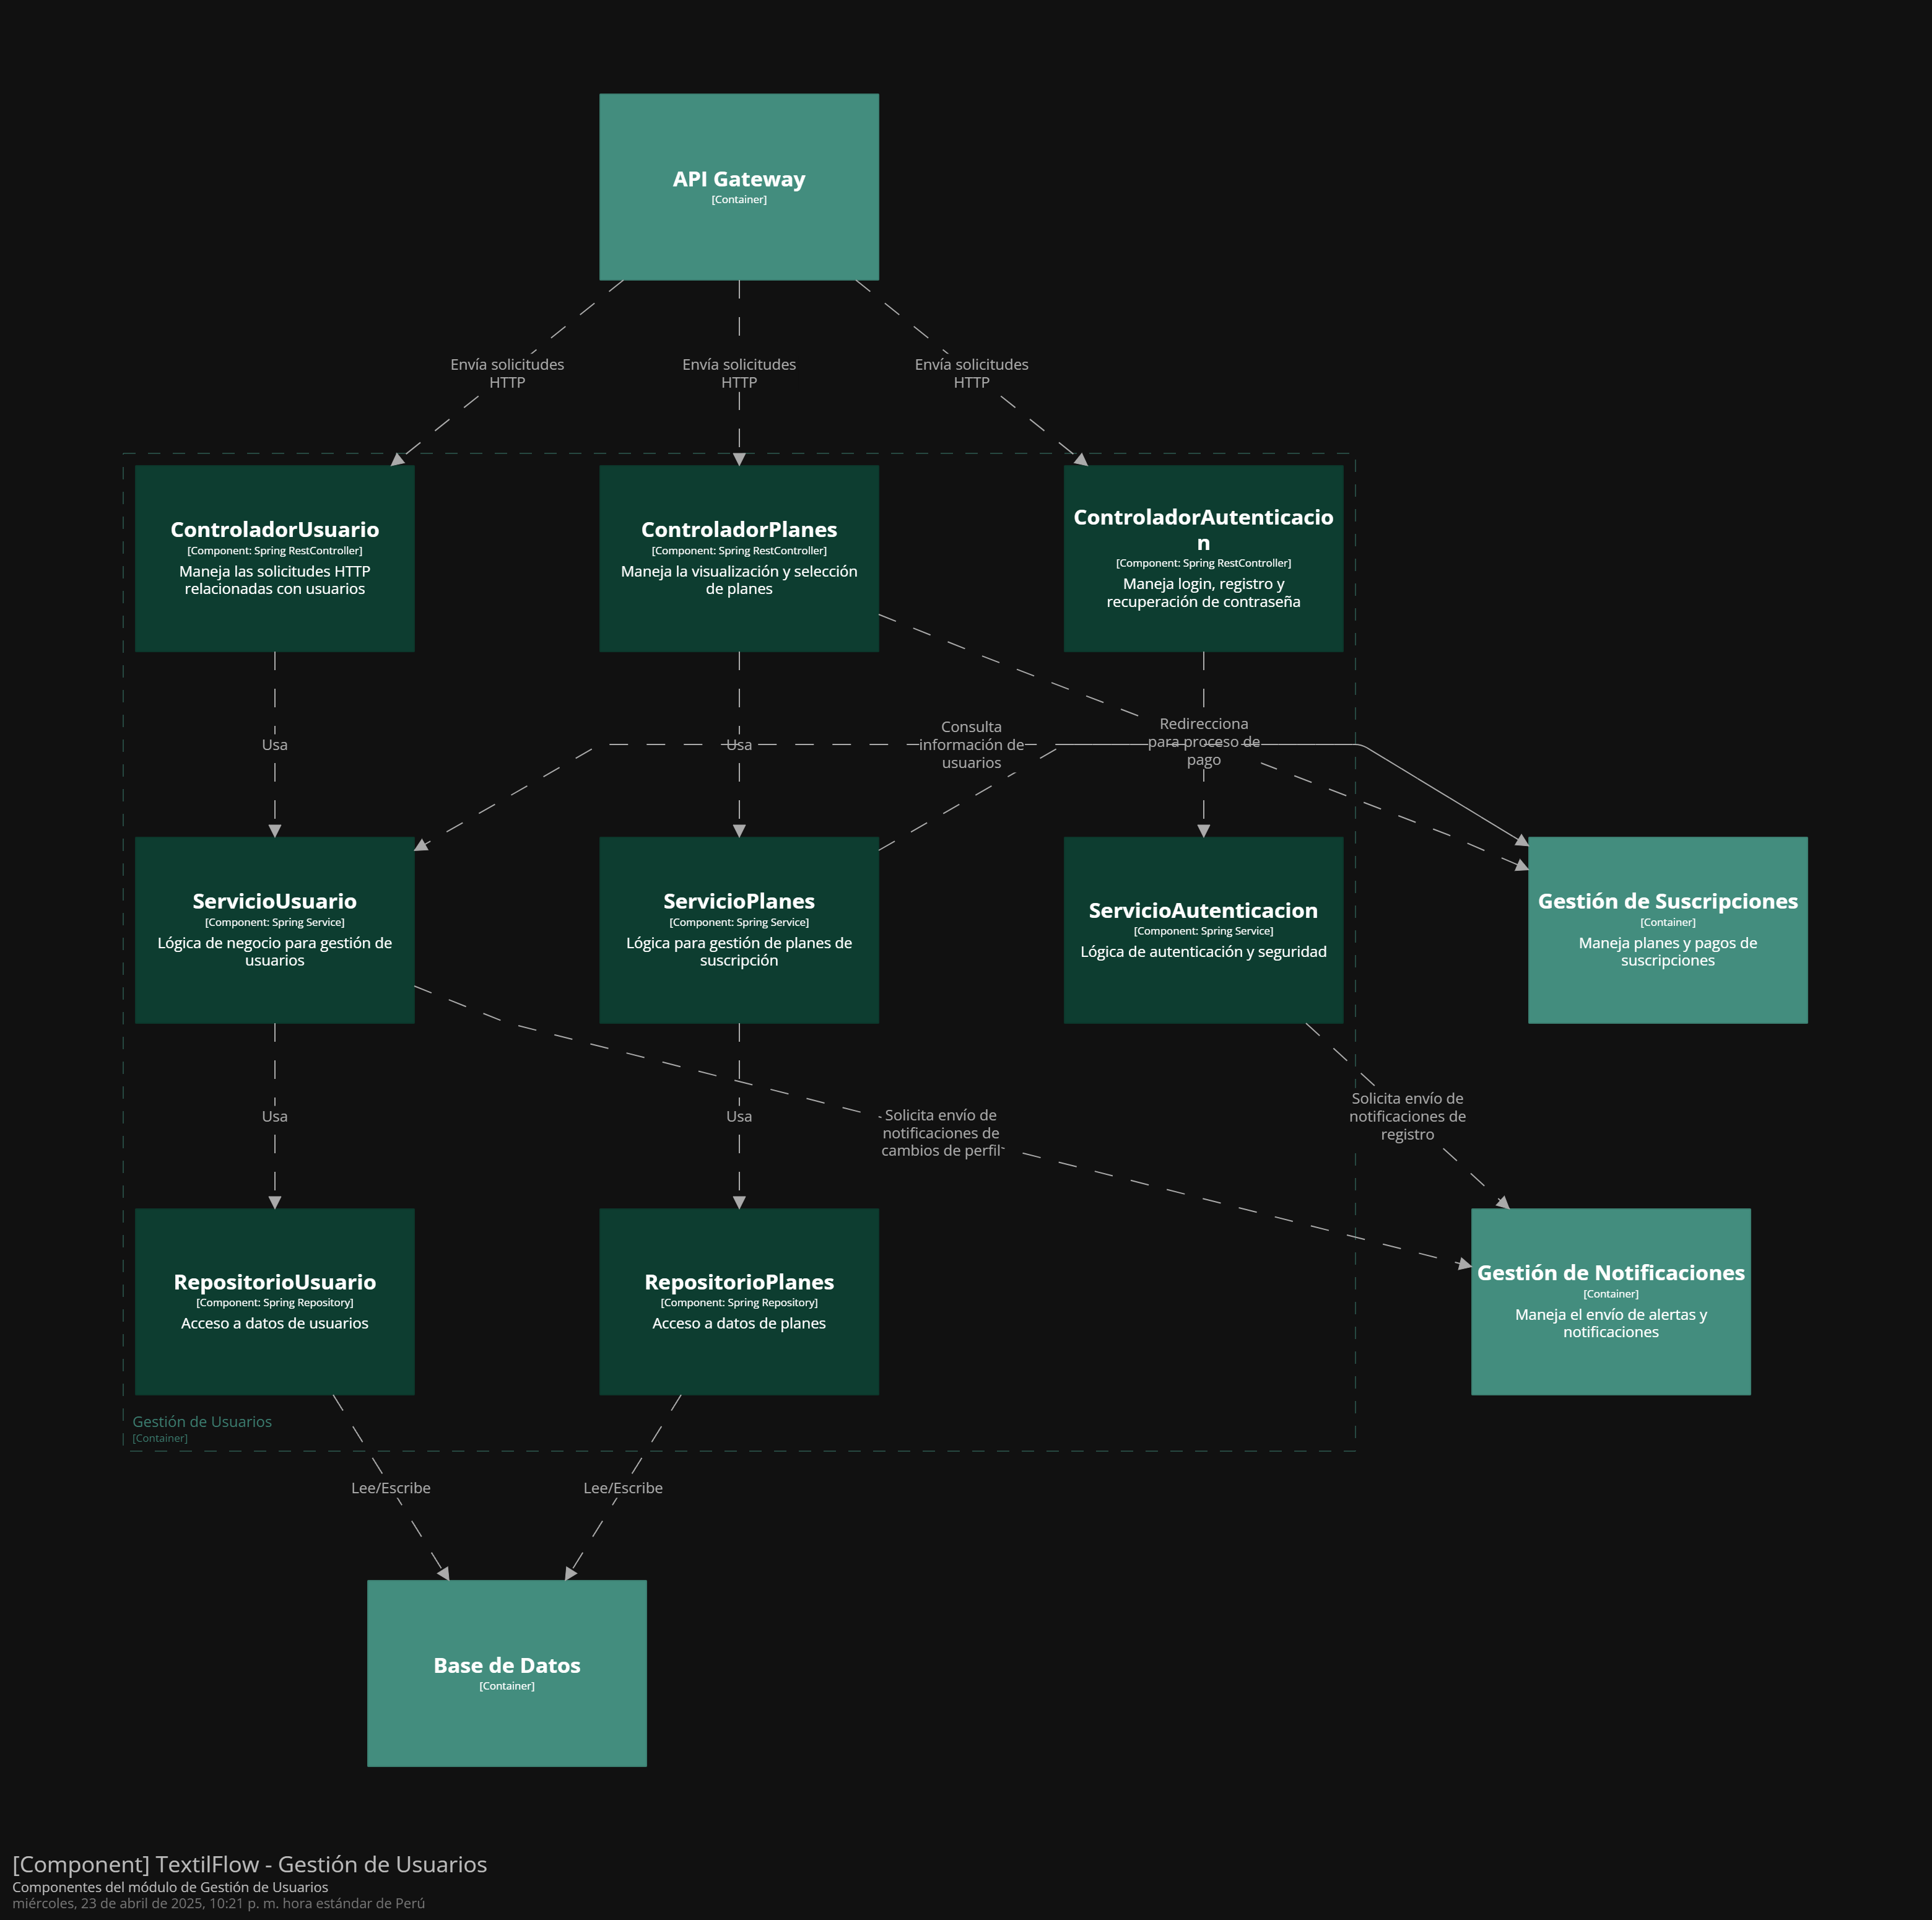 API Gateway
[Container]
Envía solicitudes
HTTP
Envía solicitudes
HTTP
Envía solicitudes
HTTP
ControladorUsuario
[Component: Spring RestController]
Maneja las solicitudes HTTP
relacionadas con usuarios
ControladorPlanes
[Component: Spring RestController]
Maneja la visualización y selección
de planes
ControladorAutenticacio
n
[Component: Spring RestController]
Maneja login, registro y
recuperación de contraseña
Usa
Usa
Consulta
información de
usuarios
Redirecciona
para proceso de
pago
ServicioUsuario
[Component: Spring Service]
Lógica de negocio para gestión de
usuarios
ServicioPlanes
[Component: Spring Service]
Lógica para gestión de planes de
suscripción
ServicioAutenticacion
[Component: Spring Service]
Lógica de autenticación y seguridad
Gestión de Suscripciones
[Container]
Maneja planes y pagos de
suscripciones
Usa
Usa
Solicita envío de
notificaciones de
cambios de perfil
Solicita envío de
notificaciones de
registro
RepositorioUsuario
[Component: Spring Repository]
Acceso a datos de usuarios
RepositorioPlanes
[Component: Spring Repository]
Acceso a datos de planes
Gestión de Notificaciones
[Container]
Maneja el envío de alertas y
notificaciones
Gestión de Usuarios
[Container]
Lee/Escribe
Lee/Escribe
Base de Datos
[Container]
[Component] TextilFlow - Gestión de Usuarios
Componentes del módulo de Gestión de Usuarios
miércoles, 23 de abril de 2025, 10:21 p. m. hora estándar de Perú